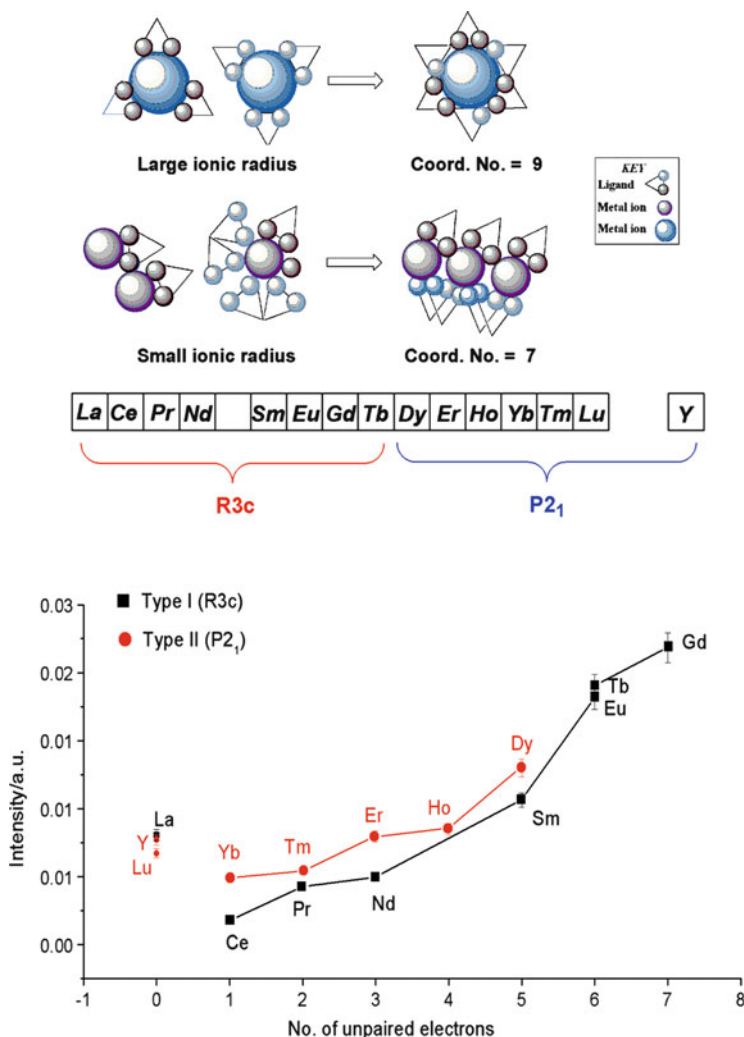 Large ionic radius
Coord. No. = 9
KEY
Ligand
Metal ion
Metal ion
Small ionic radius
Coord. No. = 7
La Ce Pr Nd Sm Eu Gd Tb Dy Er Ho Yb Tm Lu Y
R3c
P2₁
0.03
0.02
0.01
0.01
0.01
0.00
Intensity/a.u.
Type I (R3c)
Type II (P2₁)
Gd
Tb
Eu
Dy
Sm
La
Y
Lu
Yb
Tm
Er
Ho
Ce
Pr
Nd
-1 0 1 2 3 4 5 6 7 8
No. of unpaired electrons